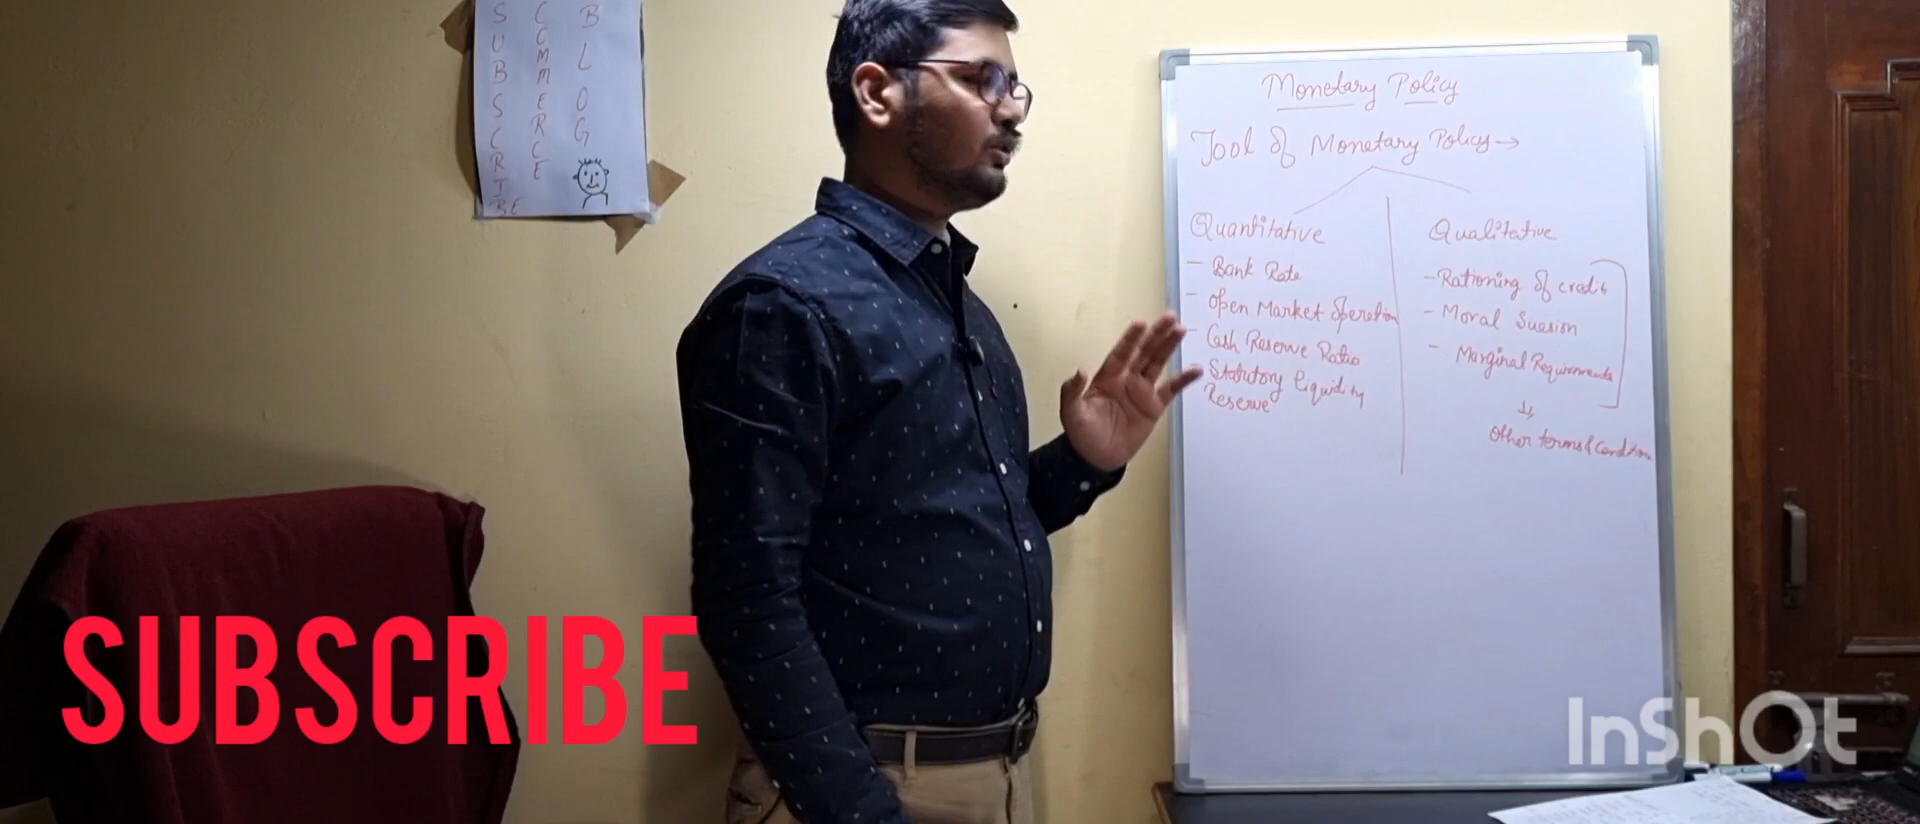 SUBSCRIBE
COMMERCE
BLOG
Monetary Policy
Tool Of Monetary Policy →
Quantitative
- Bank Rate
- Open Market Operation
- Cash Reserve Ratio
- Statutory Liquidity
Reserve
Qualitative
- Rationing Of credit
- Moral Suasion
- Marginal Requirements
Other terms & Conditions
SUBSCRIBE
InShOt